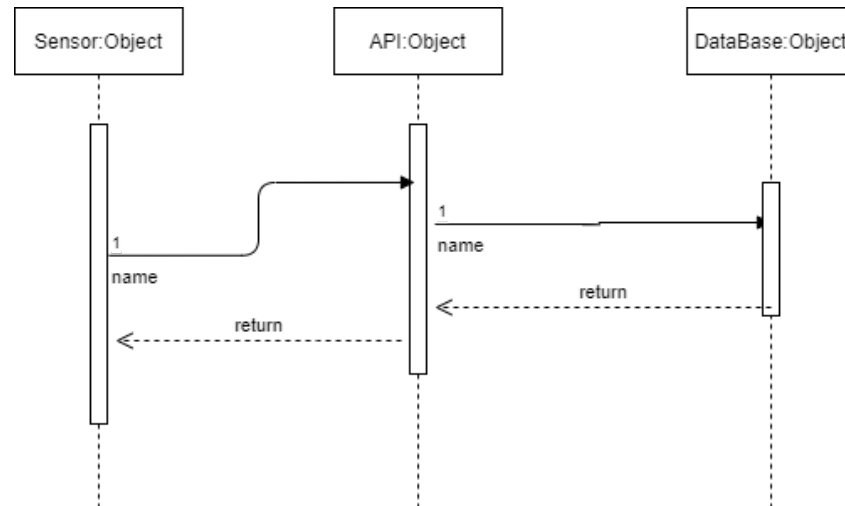 Sensor:Object
API:Object
DataBase:Object
1
name
1
name
return
return